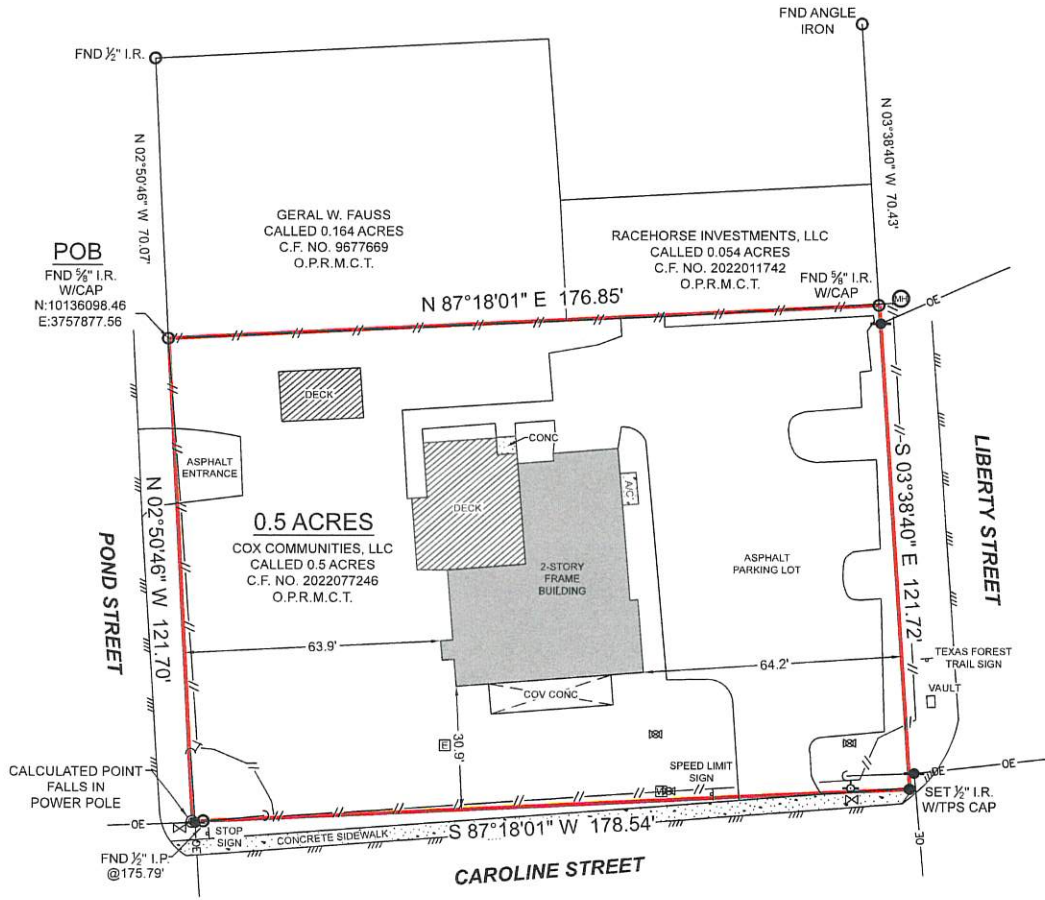 FND ANGLE
IRON
FND ½" I.R.
N 02°50'46" W 70.07'
N 03°38'40" W 70.43'
GERAL W. FAUSS
CALLED 0.164 ACRES
C.F. NO. 9677669
O.P.R.M.C.T.
RACEHORSE INVESTMENTS, LLC
CALLED 0.054 ACRES
C.F. NO. 2022011742
O.P.R.M.C.T.
POB
FND ⅝" I.R.
W/CAP
N:10136098.46
E:3757877.56
FND ⅝" I.R.
W/CAP
MH
OE
N 87°18'01" E 176.85'
DECK
CONC
ASPHALT
ENTRANCE
A/C
DECK
0.5 ACRES
COX COMMUNITIES, LLC
CALLED 0.5 ACRES
C.F. NO. 2022077246
O.P.R.M.C.T.
2-STORY
FRAME
BUILDING
ASPHALT
PARKING LOT
S 03°38'40" E 121.72'
LIBERTY STREET
POND STREET
N 02°50'46" W 121.70'
63.9'
64.2'
TEXAS FOREST
TRAIL SIGN
VAULT
COV CONC
30.9'
E
SPEED LIMIT
SIGN
CALCULATED POINT
FALLS IN
POWER POLE
OE
OE
OE
SET ½" I.R.
W/TPS CAP
OE
STOP
SIGN
CONCRETE SIDEWALK
S 87°18'01" W 178.54'
OE
FND ½" I.P.
@175.79'
CAROLINE STREET